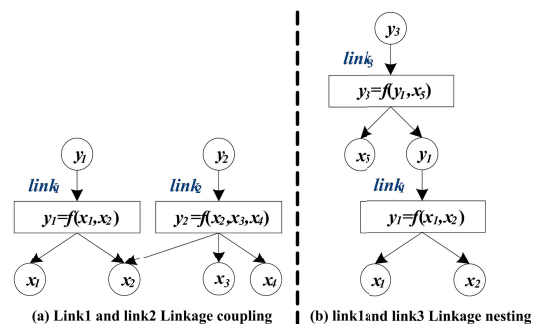 y1
link1
y1=f(x1,x2)
x1
x2
y2
link2
y2=f(x2,x3,x4)
x3
x4
(a) Link1 and link2 Linkage coupling
y3
link3
y3=f(y1,x5)
x5
y1
link1
y1=f(x1,x2)
x1
x2
(b) link1and link3 Linkage nesting